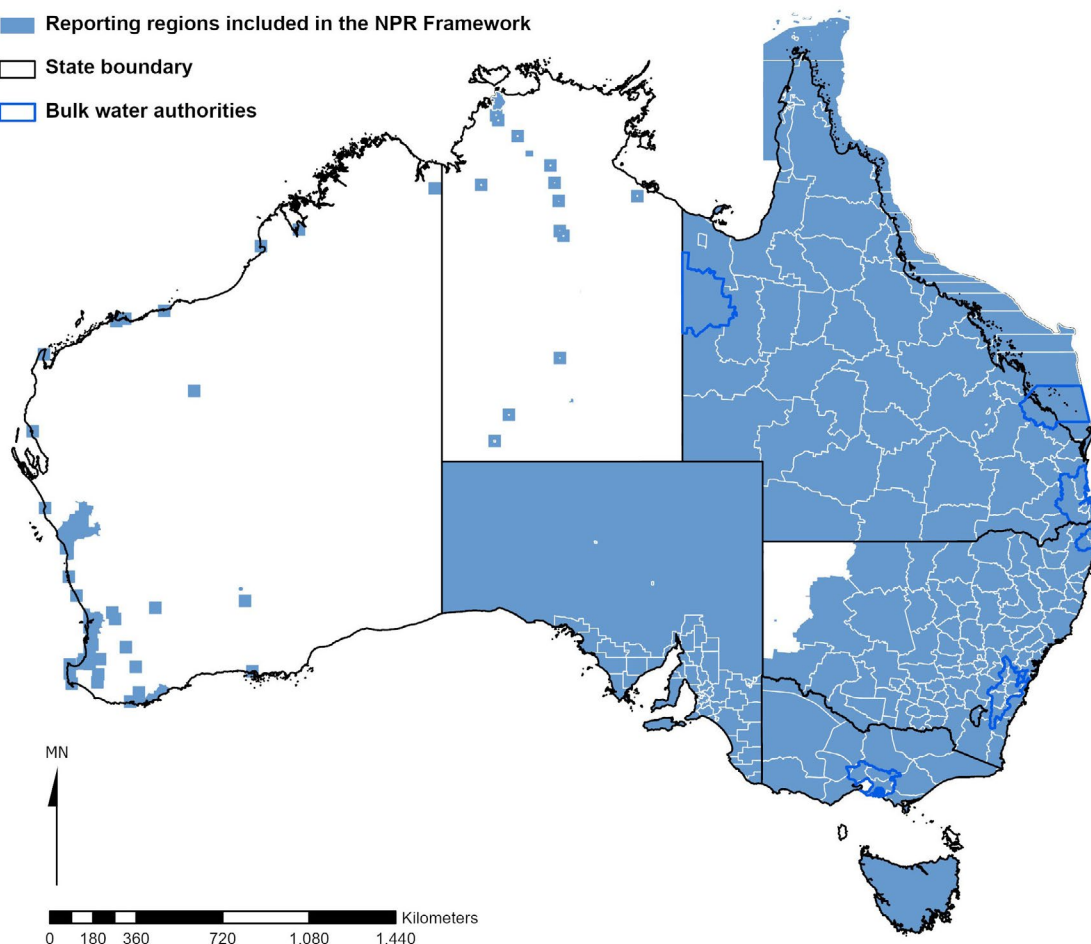 Reporting regions included in the NPR Framework
State boundary
Bulk water authorities
MN
Kilometers
0 180 360 720 1.080 1.440